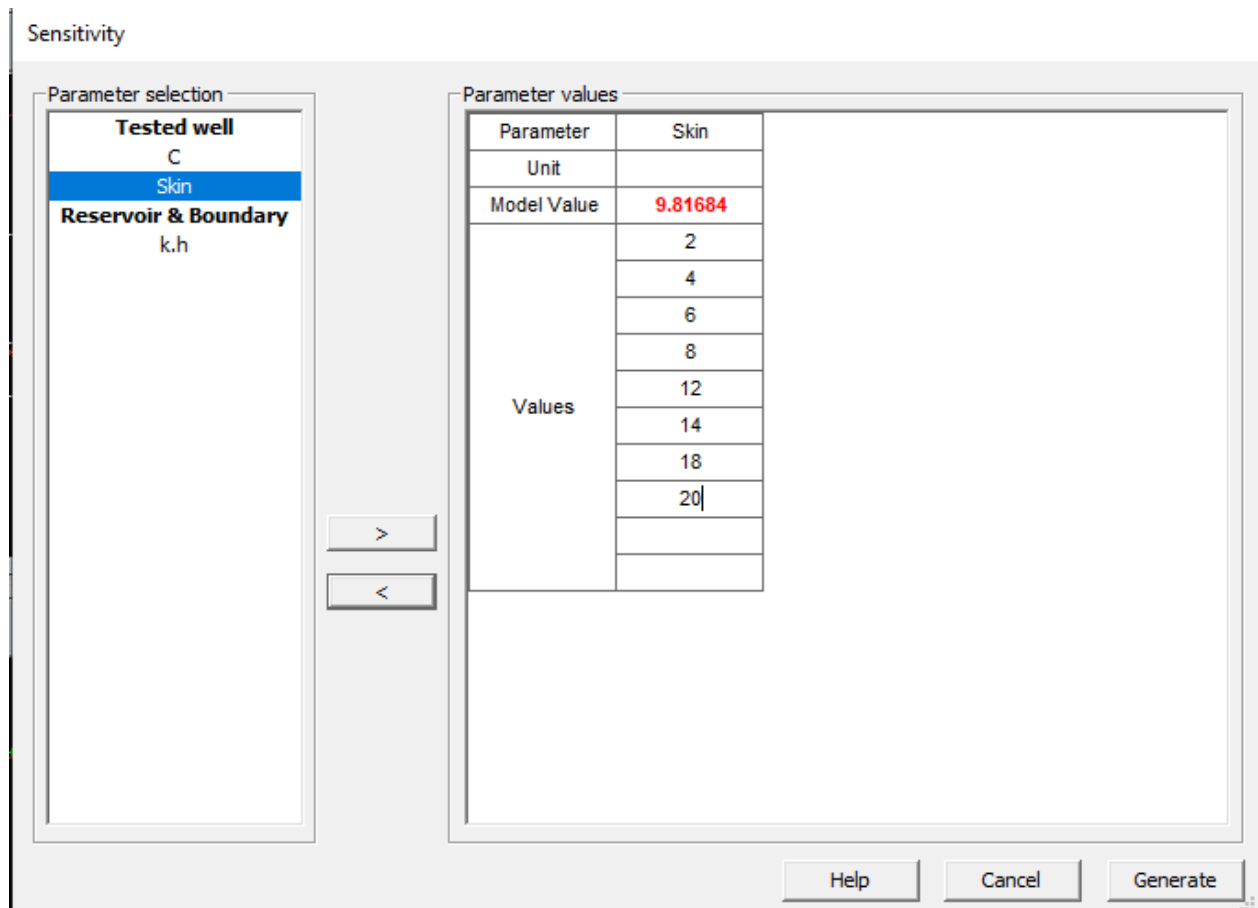 Sensitivity
Parameter selection
Tested well
C
Skin
Reservoir & Boundary
k.h
>
<
Parameter values
Parameter Skin
Unit
Model Value 9.81684
Values
2
4
6
8
12
14
18
20
Help Cancel Generate